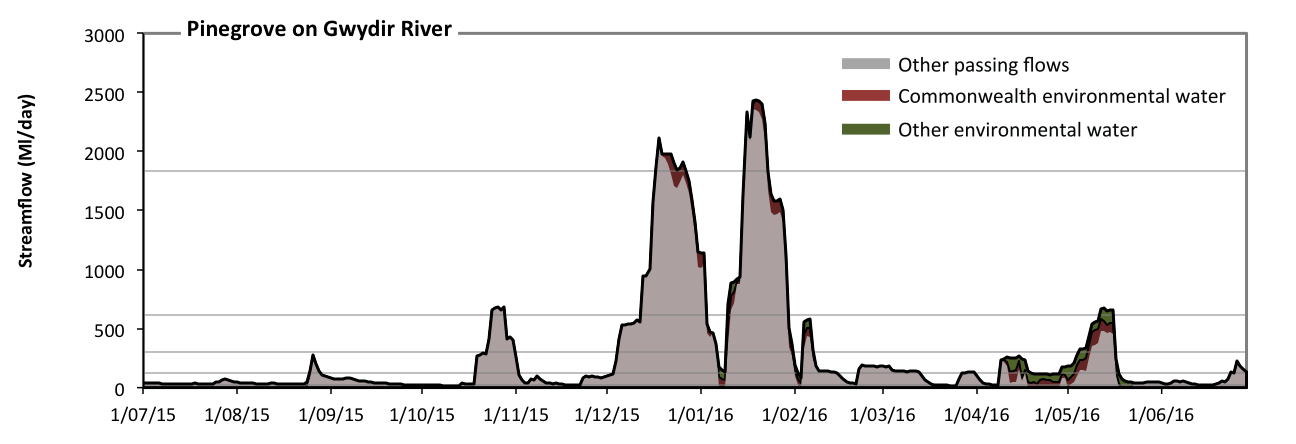 Pinegrove on Gwydir River
Streamflow (Ml/day)
3000
2500
2000
1500
1000
500
0
Other passing flows
Commonwealth environmental water
Other environmental water
1/07/15 1/08/15 1/09/15 1/10/15 1/11/15 1/12/15 1/01/16 1/02/16 1/03/16 1/04/16 1/05/16 1/06/16